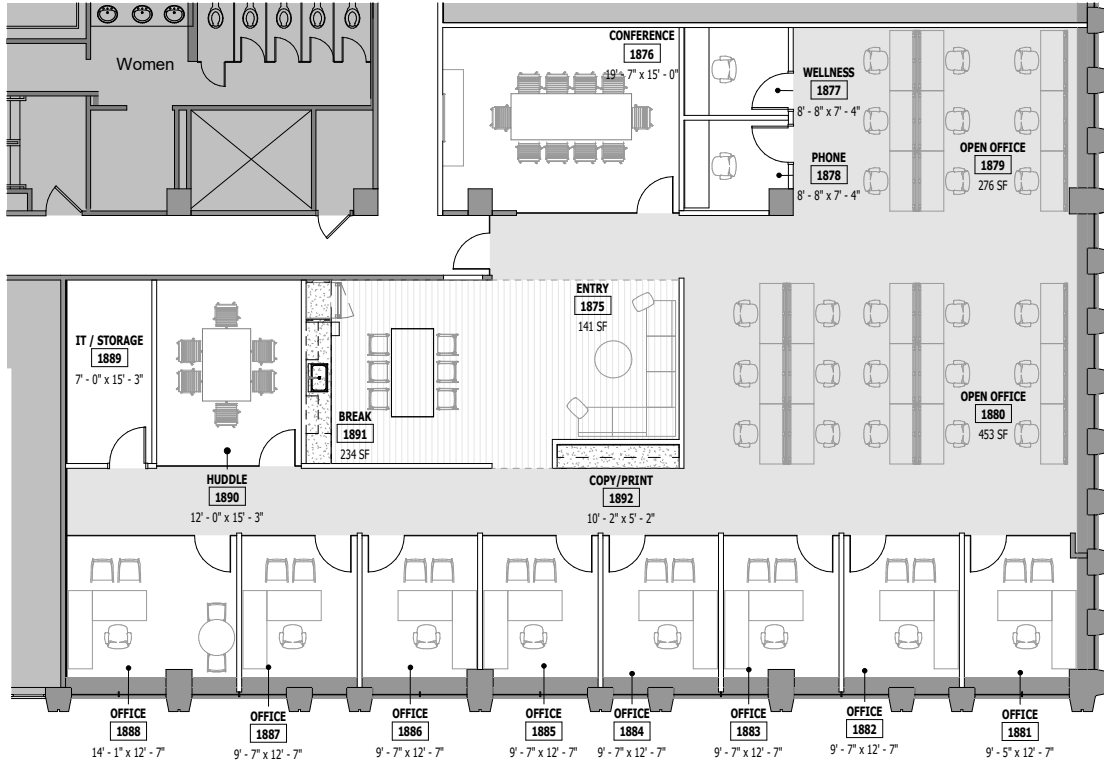 Women
CONFERENCE
1876
19' - 7" x 15' - 0"
WELLNESS
1877
8' - 8" x 7' - 4"
PHONE
1878
8' - 8" x 7' - 4"
OPEN OFFICE
1879
276 SF
ENTRY
1875
141 SF
IT / STORAGE
1889
7' - 0" x 15' - 3"
OPEN OFFICE
1880
453 SF
BREAK
1891
234 SF
HUDDLE
1890
12' - 0" x 15' - 3"
COPY/PRINT
1892
10' - 2" x 5' - 2"
OFFICE
1888
14' - 1" x 12' - 7"
OFFICE
1887
9' - 7" x 12' - 7"
OFFICE
1886
9' - 7" x 12' - 7"
OFFICE
1885
9' - 7" x 12' - 7"
OFFICE
1884
9' - 7" x 12' - 7"
OFFICE
1883
9' - 7" x 12' - 7"
OFFICE
1882
9' - 7" x 12' - 7"
OFFICE
1881
9' - 5" x 12' - 7"